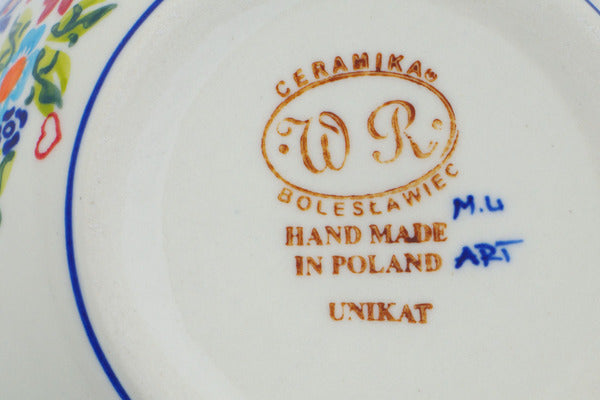 CERAMIKA®
·W R.
BOLESŁAWIEC
HAND MADE
IN POLAND
UNIKAT
M.U
ART